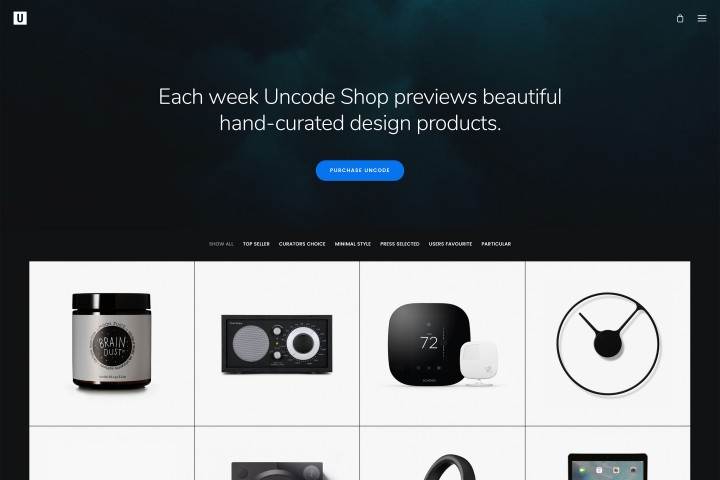 U
Each week Uncode Shop previews beautiful
hand-curated design products.
PURCHASE UNCODE
SHOW ALL TOP SELLER CURATORS CHOICE MINIMAL STYLE PRESS SELECTED USERS FAVOURITE PARTICULAR
BRAIN
DUST
72